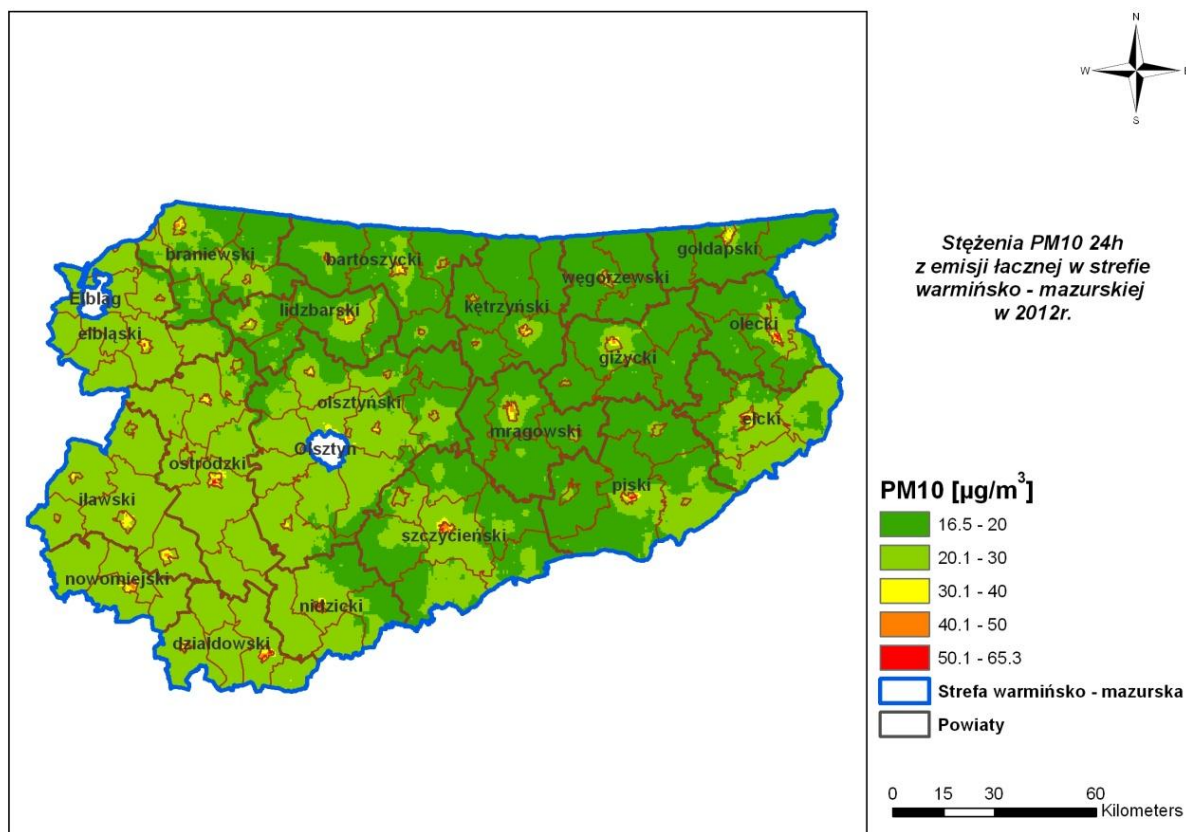 N
W
E
S
Stężenia PM10 24h
z emisji łacznej w strefie
warmińsko - mazurskiej
w 2012r.
gołdapski
braniewski
bartoszycki
węgorzewski
Elbląg
kętrzyński
lidzbarski
olecki
elbląski
giżycki
olsztyński
ełcki
mrągowski
Olsztyn
ostródzki
piski
iławski
szczycieński
nowomiejski
nidzicki
działdowski
PM10 [µg/m³]
16.5 - 20
20.1 - 30
30.1 - 40
40.1 - 50
50.1 - 65.3
Strefa warmińsko - mazurska
Powiaty
0 15 30 60
Kilometers